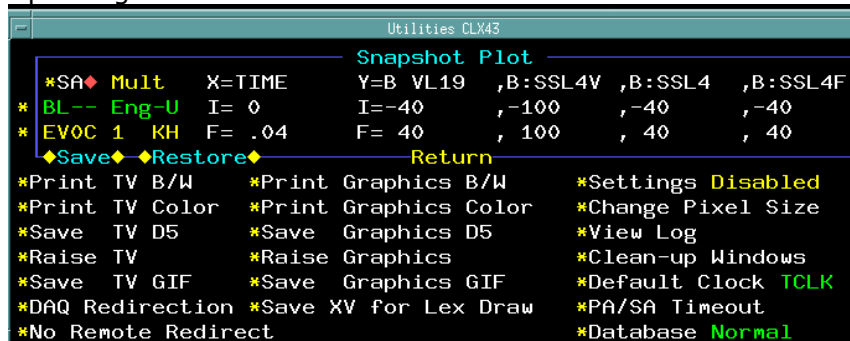 Utilities CLX43
Snapshot Plot
*SA◆ Mult X=TIME Y=B VL19 ,B:SSL4V ,B:SSL4 ,B:SSL4F
* BL-- Eng-U I= 0 I=-40 ,-100 ,-40 ,-40
* EV0C 1 KH F= .04 F= 40 , 100 , 40 , 40
◆Save◆ ◆Restore◆ Return
*Print TV B/W *Print Graphics B/W *Settings Disabled
*Print TV Color *Print Graphics Color *Change Pixel Size
*Save TV D5 *Save Graphics D5 *View Log
*Raise TV *Raise Graphics *Clean-up Windows
*Save TV GIF *Save Graphics GIF *Default Clock TCLK
*DAQ Redirection *Save XV for Lex Draw *PA/SA Timeout
*No Remote Redirect *Database Normal